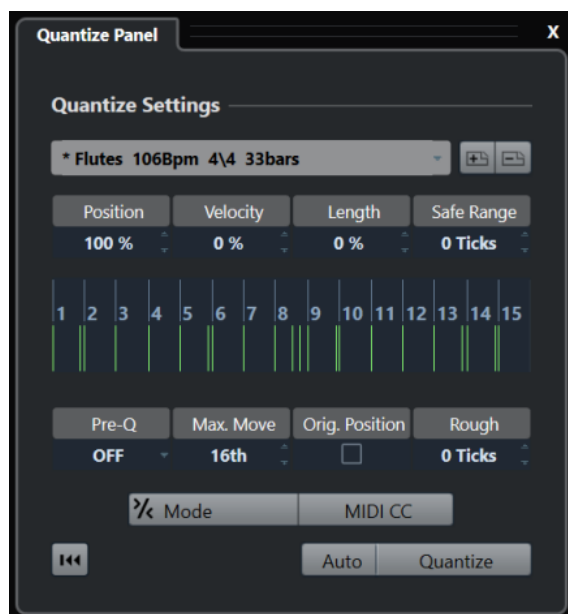 Quantize Panel X
Quantize Settings
* Flutes 106Bpm 4\4 33bars
Position Velocity Length Safe Range
100 % 0 % 0 % 0 Ticks
1 2 3 4 5 6 7 8 9 10 11 12 13 14 15
Pre-Q Max. Move Orig. Position Rough
OFF 16th 0 Ticks
Mode MIDI CC
Auto Quantize